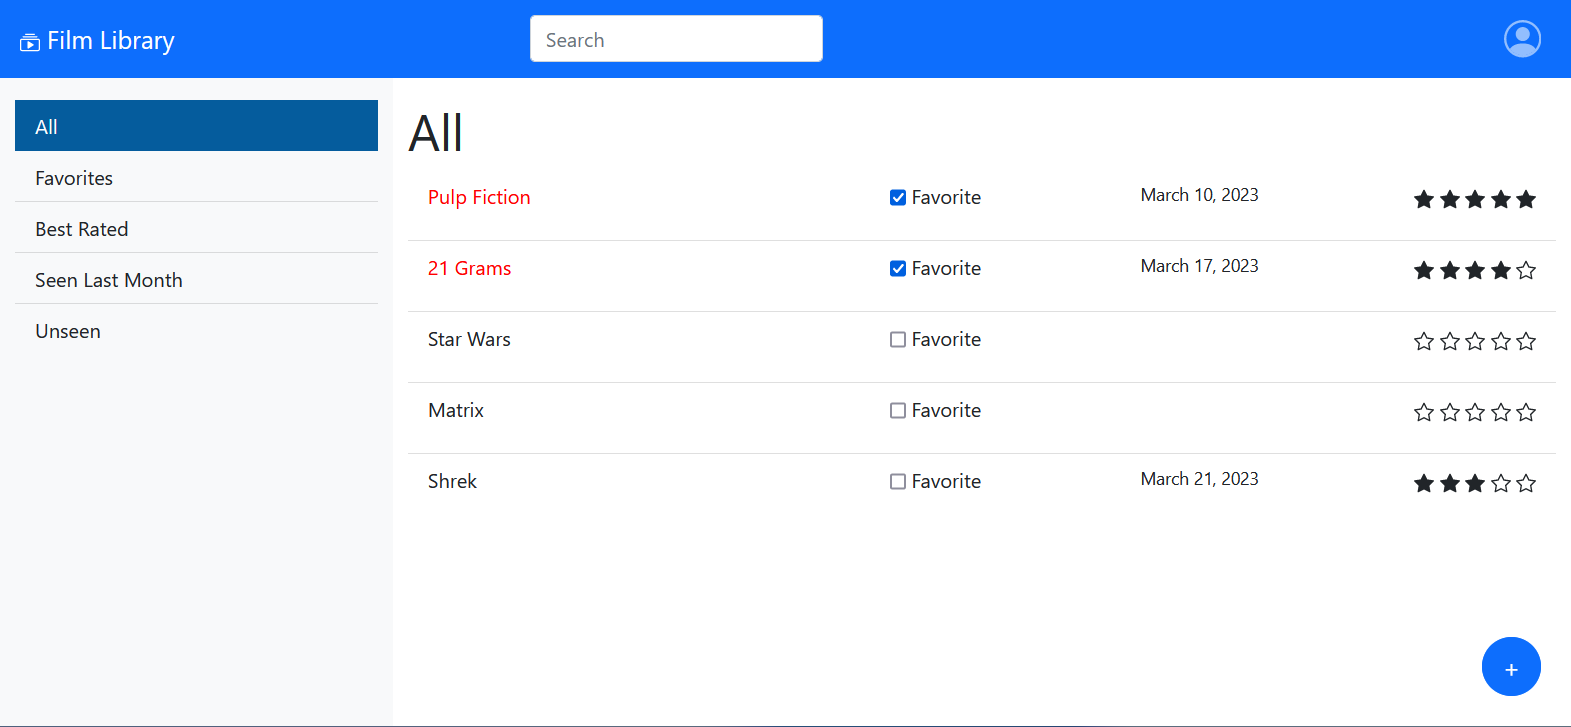 Film Library
Search
All
Favorites
Best Rated
Seen Last Month
Unseen
All
Pulp Fiction Favorite March 10, 2023
21 Grams Favorite March 17, 2023
Star Wars Favorite
Matrix Favorite
Shrek Favorite March 21, 2023
+